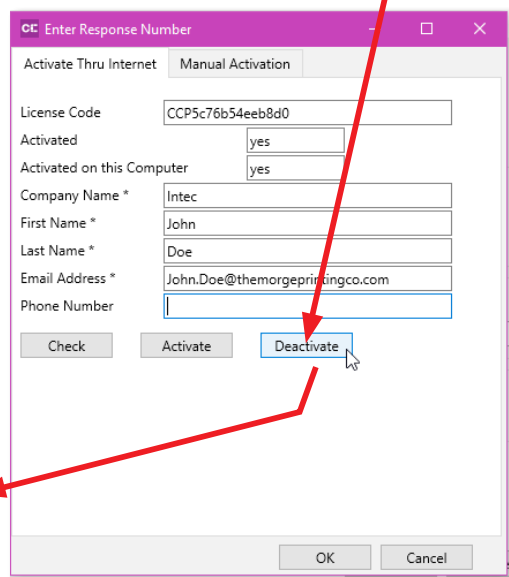 CC Enter Response Number
Activate Thru Internet Manual Activation
License Code CCP5c76b54eeb8d0
Activated yes
Activated on this Computer yes
Company Name * Intec
First Name * John
Last Name * Doe
Email Address * John.Doe@themorgeprintingco.com
Phone Number
Check Activate Deactivate
OK Cancel